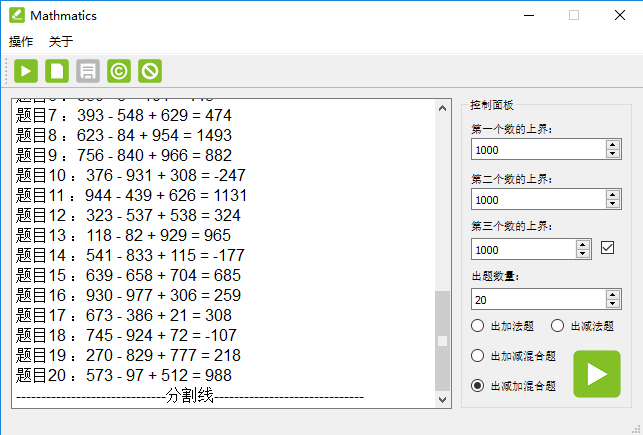 Mathmatics
操作 关于
题目7：393 - 548 + 629 = 474
题目8：623 - 84 + 954 = 1493
题目9：756 - 840 + 966 = 882
题目10：376 - 931 + 308 = -247
题目11：944 - 439 + 626 = 1131
题目12：323 - 537 + 538 = 324
题目13：118 - 82 + 929 = 965
题目14：541 - 833 + 115 = -177
题目15：639 - 658 + 704 = 685
题目16：930 - 977 + 306 = 259
题目17：673 - 386 + 21 = 308
题目18：745 - 924 + 72 = -107
题目19：270 - 829 + 777 = 218
题目20：573 - 97 + 512 = 988
------------------------------分割线------------------------------
控制面板
第一个数的上界：
1000
第二个数的上界：
1000
第三个数的上界：
1000
出题数量：
20
出加法题 出减法题
出加减混合题
出减加混合题